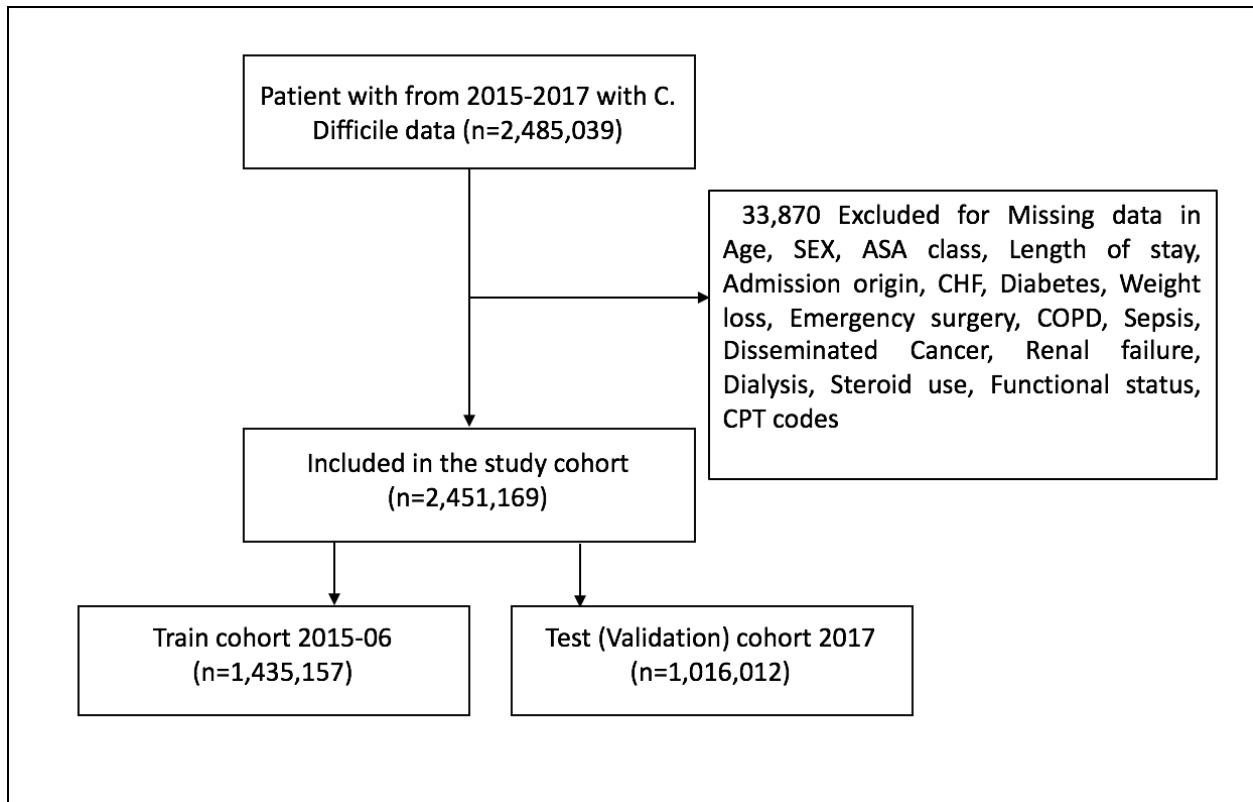 Patient with from 2015-2017 with C.
Difficile data (n=2,485,039)
33,870 Excluded for Missing data in
Age, SEX, ASA class, Length of stay,
Admission origin, CHF, Diabetes, Weight
loss, Emergency surgery, COPD, Sepsis,
Disseminated Cancer, Renal failure,
Dialysis, Steroid use, Functional status,
CPT codes
Included in the study cohort
(n=2,451,169)
Train cohort 2015-06
(n=1,435,157)
Test (Validation) cohort 2017
(n=1,016,012)